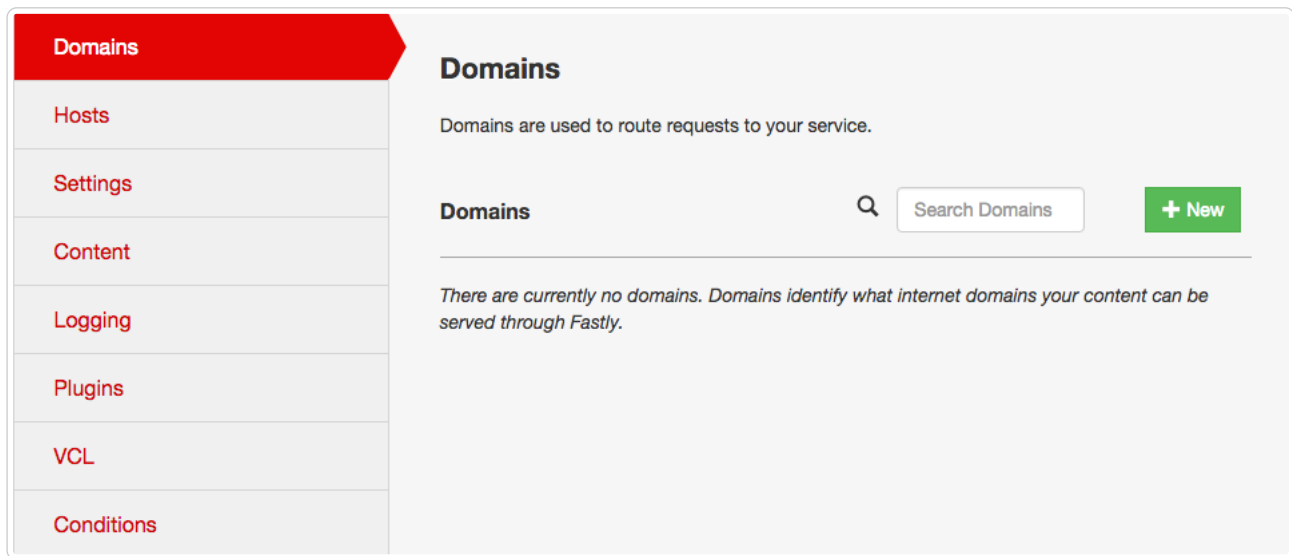 Domains
Hosts
Settings
Content
Logging
Plugins
VCL
Conditions
Domains
Domains are used to route requests to your service.
Domains
Search Domains
+ New
There are currently no domains. Domains identify what internet domains your content can be
served through Fastly.